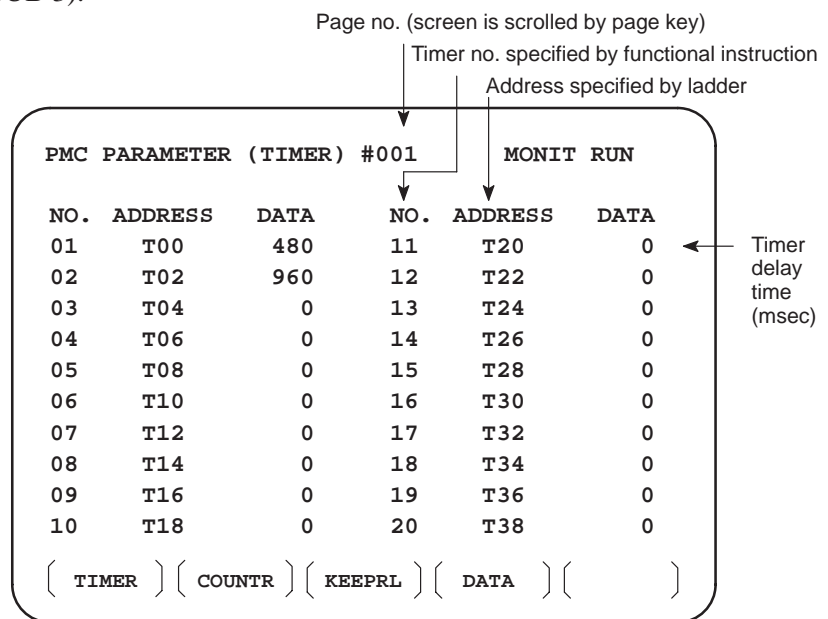 Page no. (screen is scrolled by page key)
Timer no. specified by functional instruction
Address specified by ladder
PMC PARAMETER (TIMER) #001 MONIT RUN
NO. ADDRESS DATA NO. ADDRESS DATA
01 T00 480 11 T20 0
02 T02 960 12 T22 0
03 T04 0 13 T24 0
04 T06 0 14 T26 0
05 T08 0 15 T28 0
06 T10 0 16 T30 0
07 T12 0 17 T32 0
08 T14 0 18 T34 0
09 T16 0 19 T36 0
10 T18 0 20 T38 0
Timer
delay
time
(msec)
TIMER COUNTR KEEPRL DATA